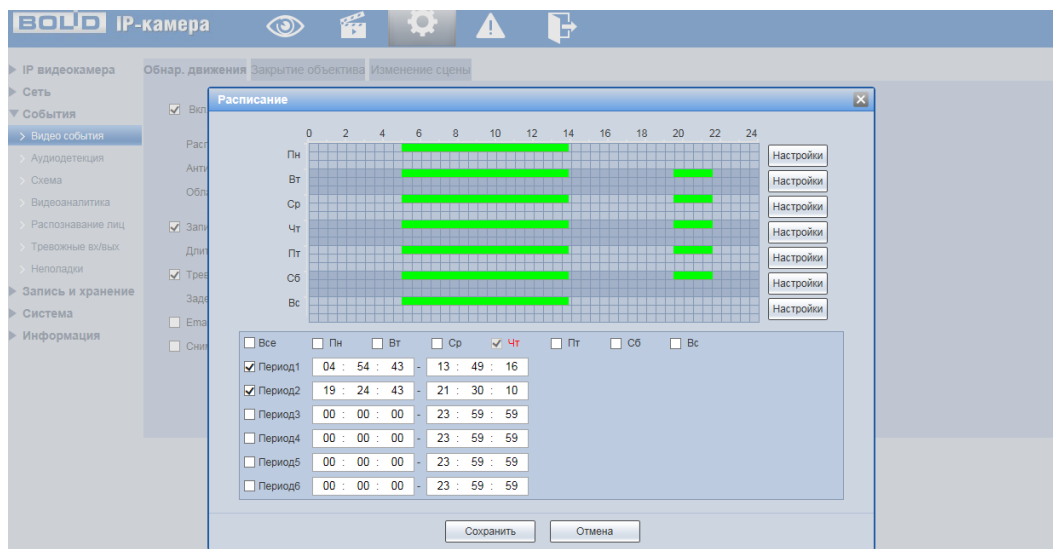 BOLID IP-камера
IP видеокамера
Сеть
События
Видео события
Аудиодетекция
Схема
Видеоаналитика
Распознавание лиц
Тревожные вх/вых
Неполадки
Запись и хранение
Система
Информация
Обнар. движения Закрытие объектива Изменение сцены
Расписание
0 2 4 6 8 10 12 14 16 18 20 22 24
Пн Настройки
Вт Настройки
Ср Настройки
Чт Настройки
Пт Настройки
Сб Настройки
Вс Настройки
Все Пн Вт Ср Чт Пт Сб Вс
Период1 04 : 54 : 43 - 13 : 49 : 16
Период2 19 : 24 : 43 - 21 : 30 : 10
Период3 00 : 00 : 00 - 23 : 59 : 59
Период4 00 : 00 : 00 - 23 : 59 : 59
Период5 00 : 00 : 00 - 23 : 59 : 59
Период6 00 : 00 : 00 - 23 : 59 : 59
Сохранить Отмена